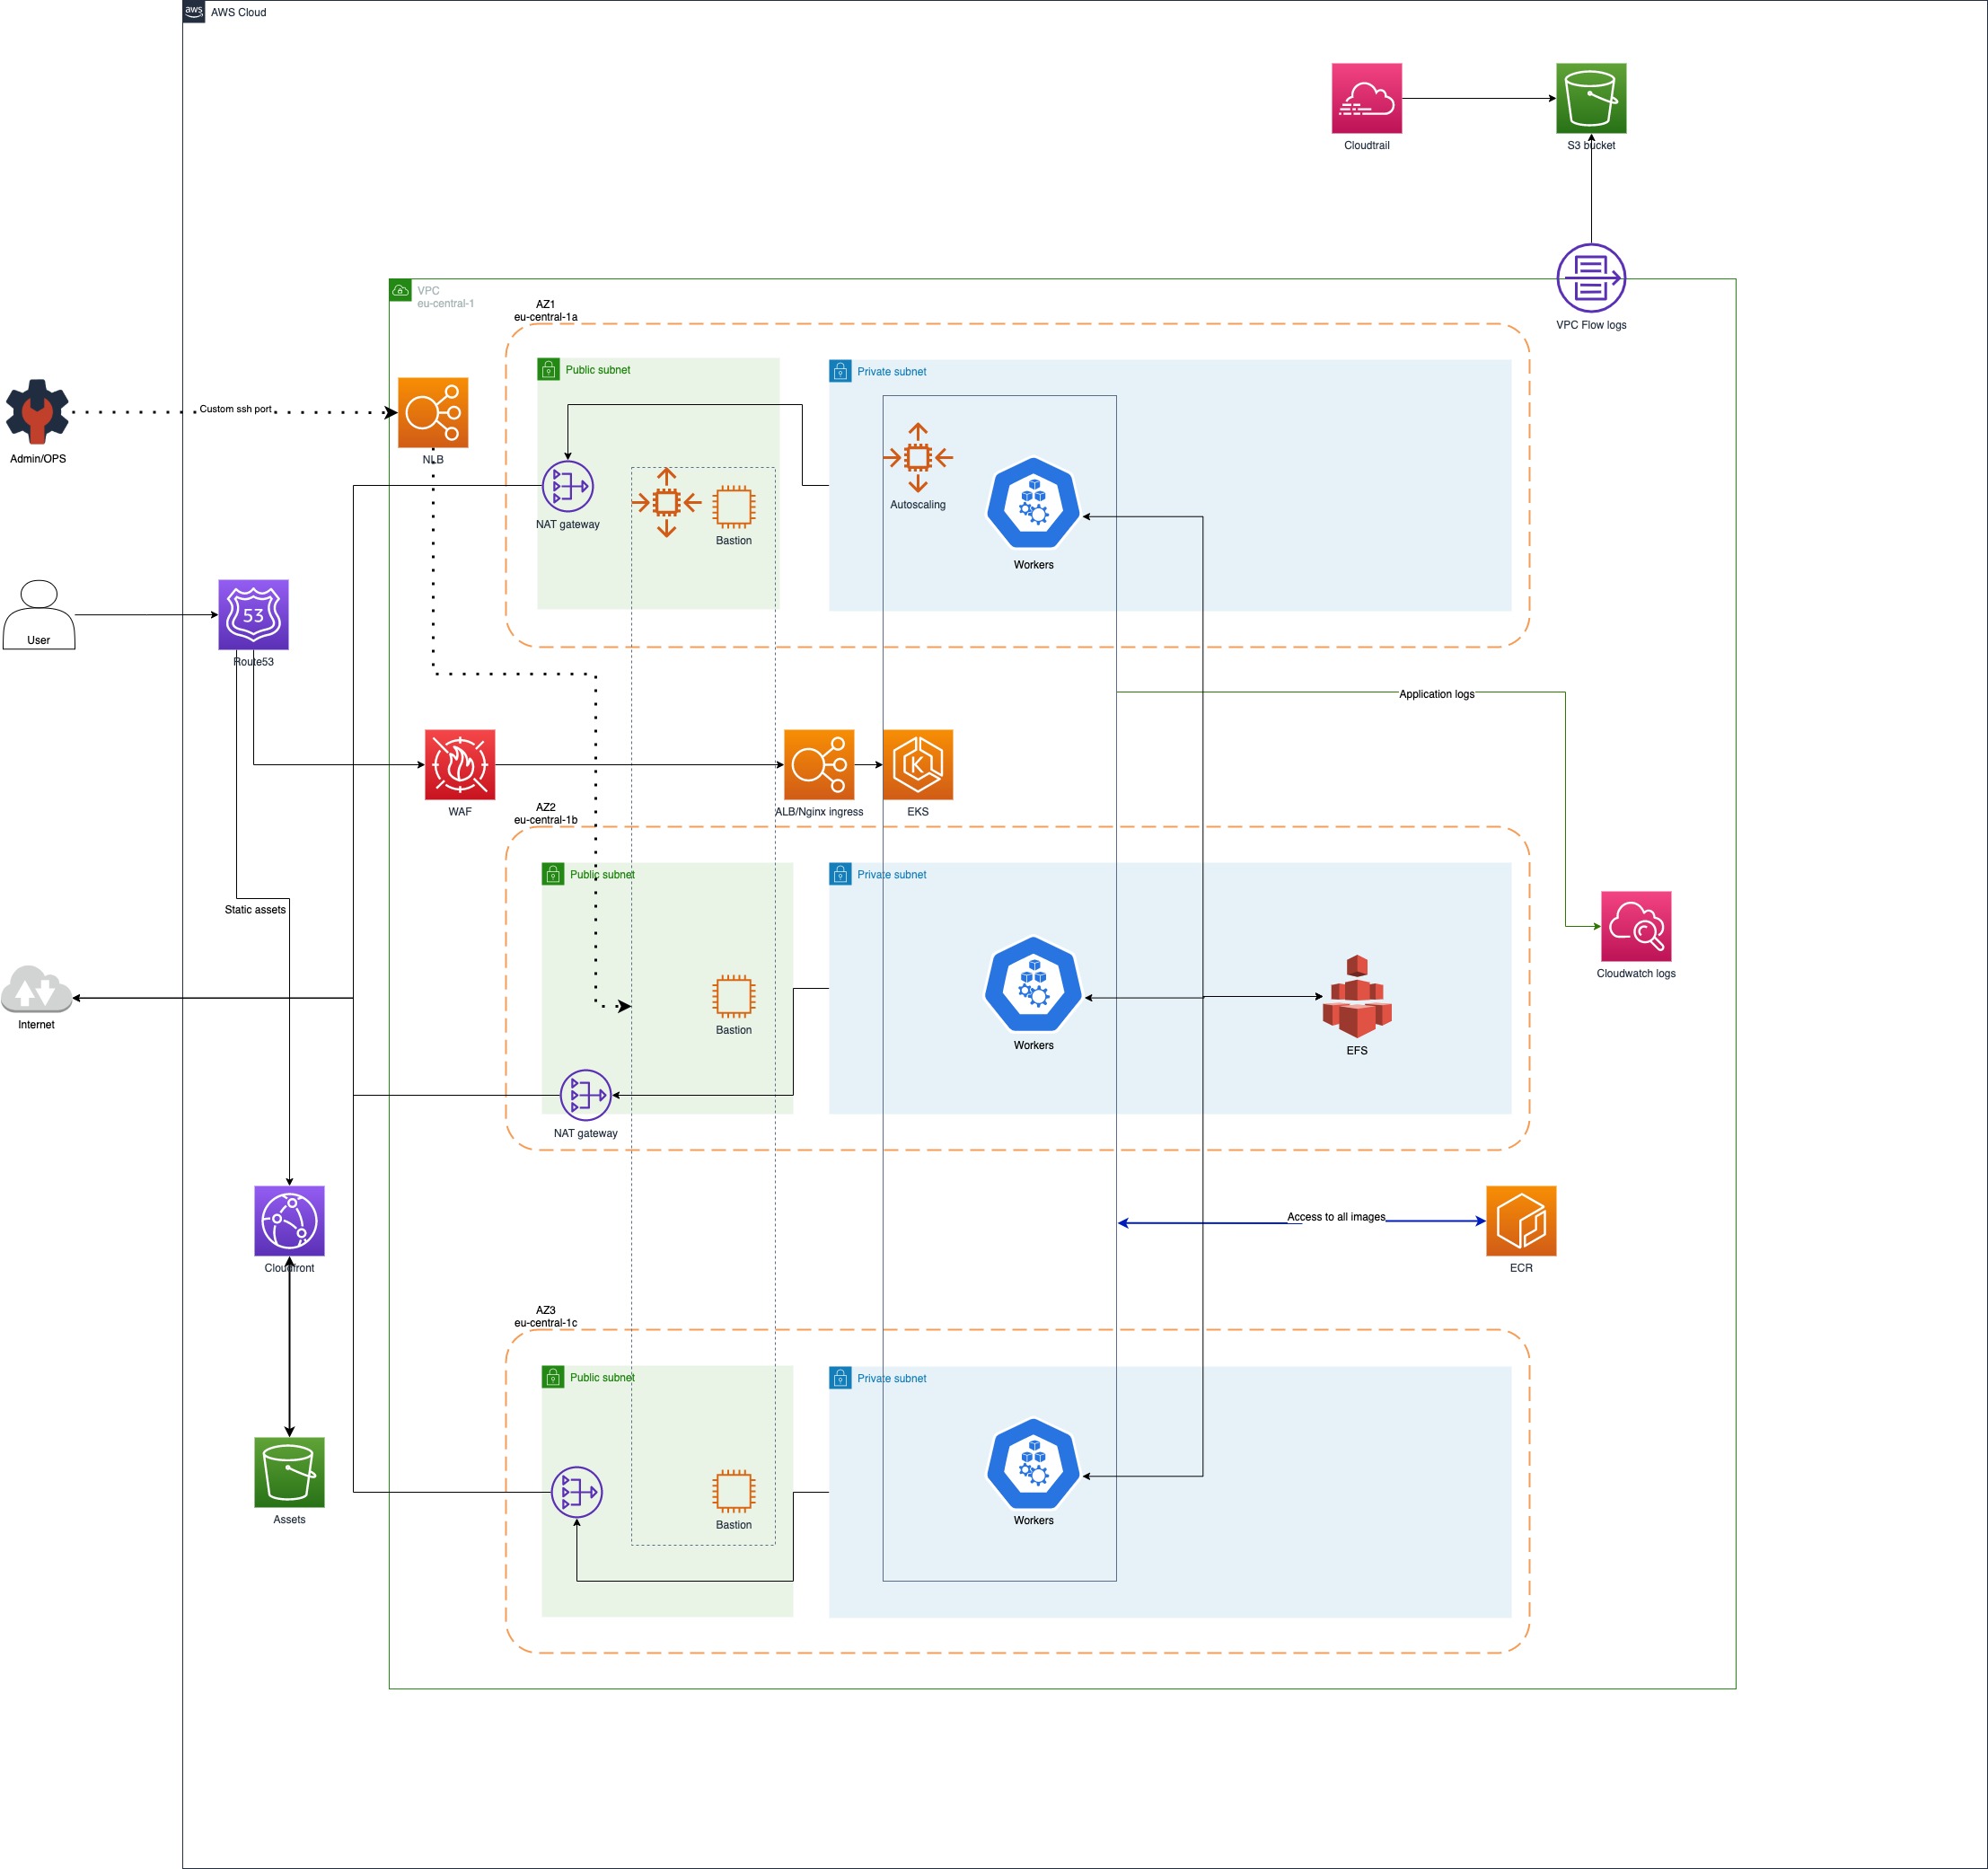 aws
AWS Cloud
Cloudtrail
S3 bucket
VPC
eu-central-1
VPC Flow logs
AZ1
eu-central-1a
Public subnet
Private subnet
Custom ssh port
Admin/OPS
NLB
NAT gateway
Bastion
Autoscaling
Workers
User
53
Route53
Application logs
WAF
ALB/Nginx ingress
K
EKS
AZ2
eu-central-1b
Public subnet
Private subnet
Static assets
Cloudwatch logs
Internet
Bastion
Workers
EFS
NAT gateway
Access to all images
Cloudfront
ECR
AZ3
eu-central-1c
Public subnet
Private subnet
Assets
Bastion
Workers